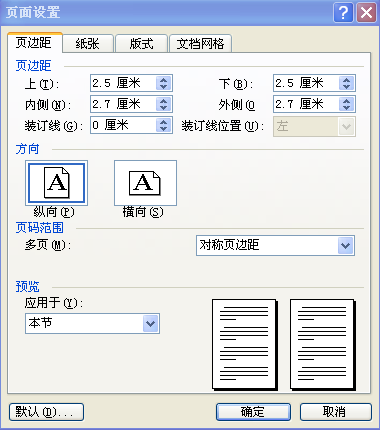 页面设置
页边距 纸张 版式 文档网格
页边距
上(T): 2.5 厘米 下(B): 2.5 厘米
内侧(N): 2.7 厘米 外侧(O 2.7 厘米
装订线(G): 0 厘米 装订线位置(U): 左
方向
A A
纵向(P) 横向(S)
页码范围
多页(M): 对称页边距
预览
应用于(Y):
本节
默认(D)... 确定 取消